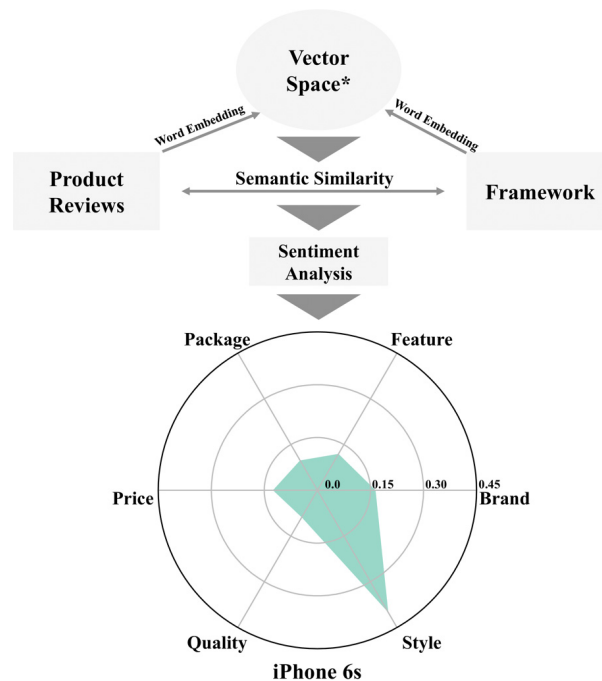 Vector
Space*
Word Embedding
Word Embedding
Product
Reviews
Semantic Similarity
Framework
Sentiment
Analysis
Package
Feature
Price
0.0
0.15
0.30
0.45
Brand
Quality
Style
iPhone 6s